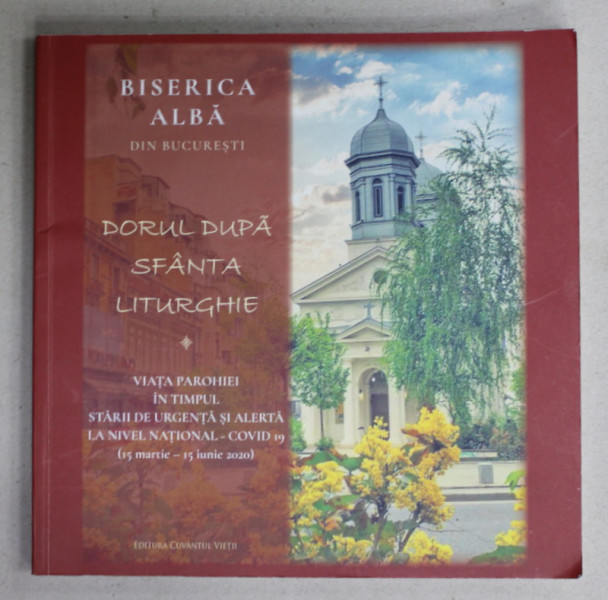 BISERICA
ALBĂ
DIN BUCUREȘTI
DORUL DUPĂ
SFÂNTA
LITURGHIE
VIAȚA PAROHIEI
ÎN TIMPUL
STĂRII DE URGENȚĂ ȘI ALERTĂ
LA NIVEL NAȚIONAL - COVID 19
(15 martie – 15 iunie 2020)
EDITURA CUVÂNTUL VIEȚII